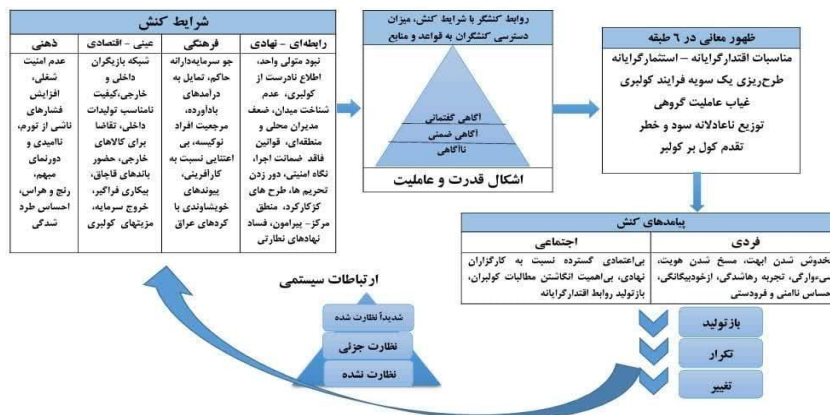 شرایط کنش
رابطه‌ای - نهادی
نبود متولی واحد،
اطلاع نادرست از
کولبری، عدم
شناخت میدان، ضعف
مدیران محلی و
منطقه‌ای، قوانین
فاقد ضمانت اجرا،
نگاه امنیتی، دور زدن
تحریم ها، طرح های
کژکارکرد، منطق
مرکز- پیرامون، فساد
نهادهای نظارتی
فرهنگی
جو سرمایه‌دارانه
حاکم، تمایل به
درآمدهای
بادآورده،
مرجعیت افراد
نوکیسه، بی
اعتنایی نسبت به
کارآفرینی،
پیوندهای
خویشاوندی با
کردهای عراق
عینی - اقتصادی
شبکه بازیگران
داخلی و
خارجی،کیفیت
نامناسب تولیدات
داخلی، تقاضا
برای کالاهای
خارجی، حضور
باندهای قاچاق،
بیکاری فراگیر،
خروج سرمایه،
مزیتهای کولبری
ذهنی
عدم امنیت
شغلی،
افزایش
فشارهای
ناشی از تورم،
ناامیدی و
دورنمای
مبهم،
رنج و هراس،
احساس طرد
شدگی
روابط کنشگر با شرایط کنش، میزان
دسترسی کنشگران به قواعد و منابع
آگاهی گفتمانی
آگاهی ضمنی
ناآگاهی
اشکال قدرت و عاملیت
ظهور معانی در ٦ طبقه
مناسبات اقتدارگرایانه – استثمارگرایانه
طرح‌ریزی یک سویه فرایند کولبری
غیاب عاملیت گروهی
توزیع ناعادلانه سود و خطر
تقدم کول بر کولبر
پیامدهای کنش
فردی
مخدوش شدن ابهت، مسخ شدن هویت،
سیءوارگی، تجربه رهاشدگی، ازخودبیگانگی،
احساس ناامنی و فرودستی
اجتماعی
بی‌اعتمادی گسترده نسبت به کارگزاران
نهادی، بی‌اهمیت انگاشتن مطالبات کولبران،
بازتولید روابط اقتدارگرایانه
بازتولید
تکرار
تغییر
ارتباطات سیستمی
شدیداً نظارت شده
نظارت جزئی
نظارت نشده